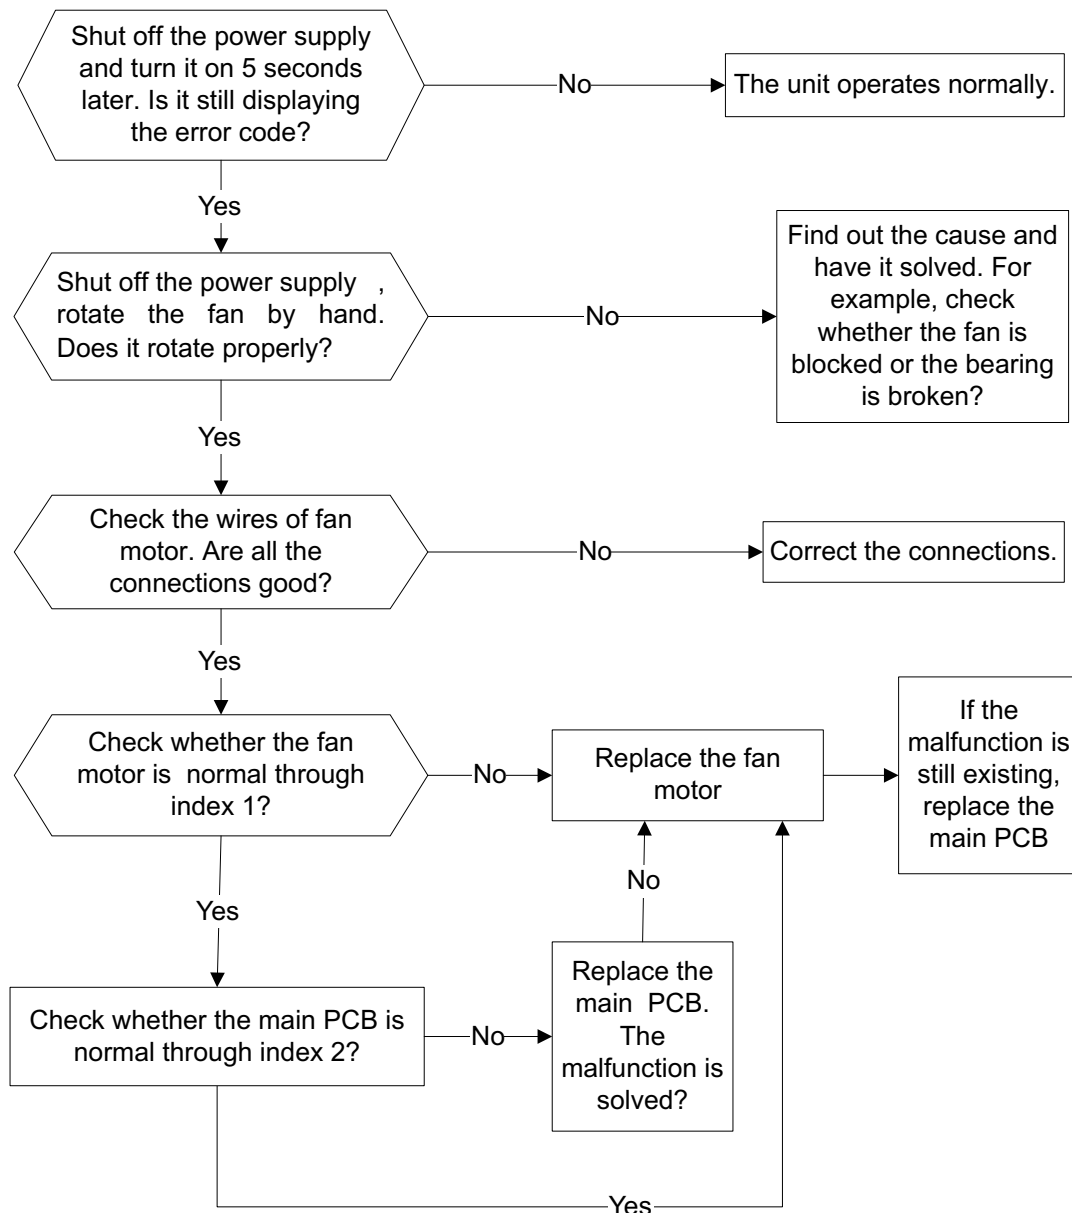 Shut off the power supply
and turn it on 5 seconds
later. Is it still displaying
the error code?
No
The unit operates normally.
Yes
Shut off the power supply ,
rotate the fan by hand.
Does it rotate properly?
No
Find out the cause and
have it solved. For
example, check
whether the fan is
blocked or the bearing
is broken?
Yes
Check the wires of fan
motor. Are all the
connections good?
No
Correct the connections.
Yes
Check whether the fan
motor is normal through
index 1?
No
Replace the fan
motor
If the
malfunction is
still existing,
replace the
main PCB
Yes
No
Check whether the main PCB is
normal through index 2?
No
Replace the
main PCB.
The
malfunction is
solved?
Yes